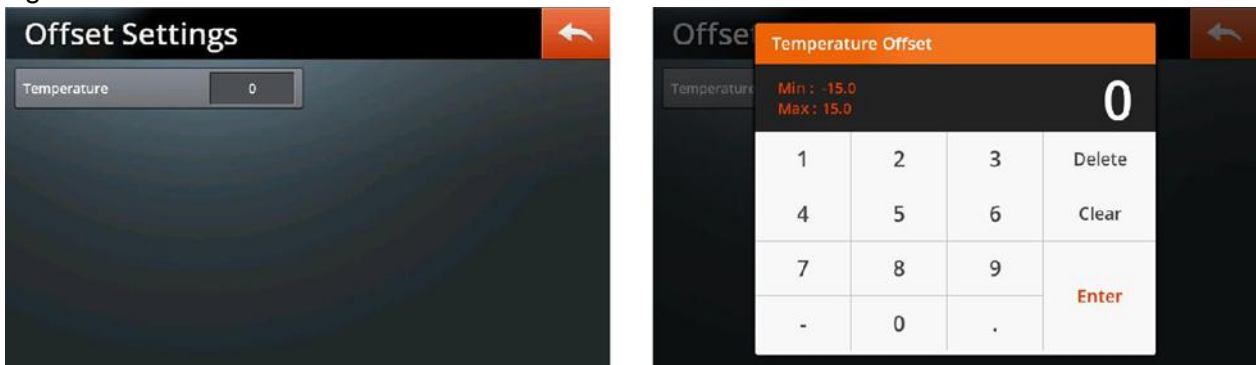 Offset Settings
Temperature 0
Offse
Temperature
Temperature Offset
Min : -15.0
Max : 15.0
0
1 2 3 Delete
4 5 6 Clear
7 8 9
Enter
- 0 .